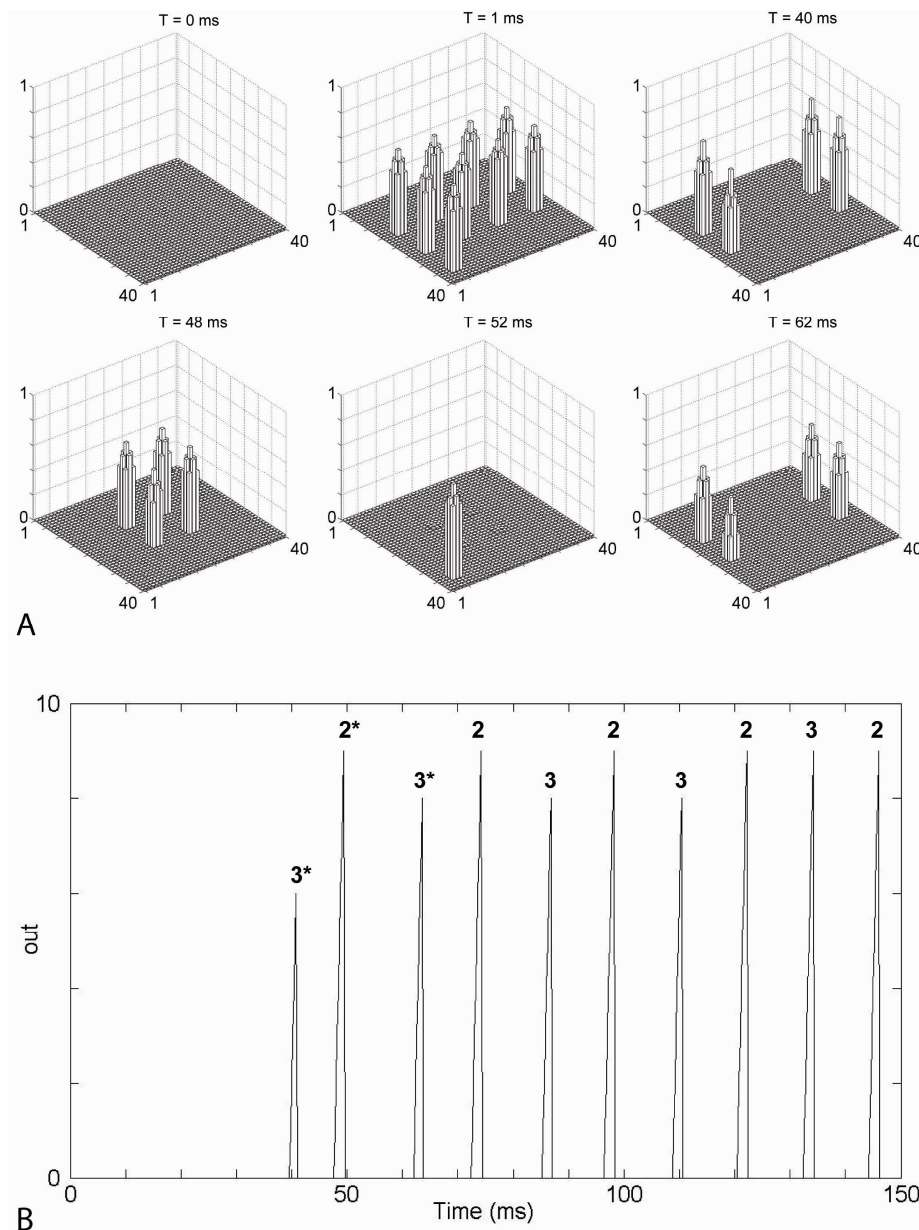 T = 0 ms T = 1 ms T = 40 ms
1 1 1
0 0 0
1 1 1
40 40 40
40 1 40 1 40 1
T = 48 ms T = 52 ms T = 62 ms
1 1 1
0 0 0
1 1 1
40 40 40
40 1 40 1 40 1
A
10
2* 2 2 2 3 2
3* 3 3
3*
out
0
0 50 100 150
Time (ms)
B